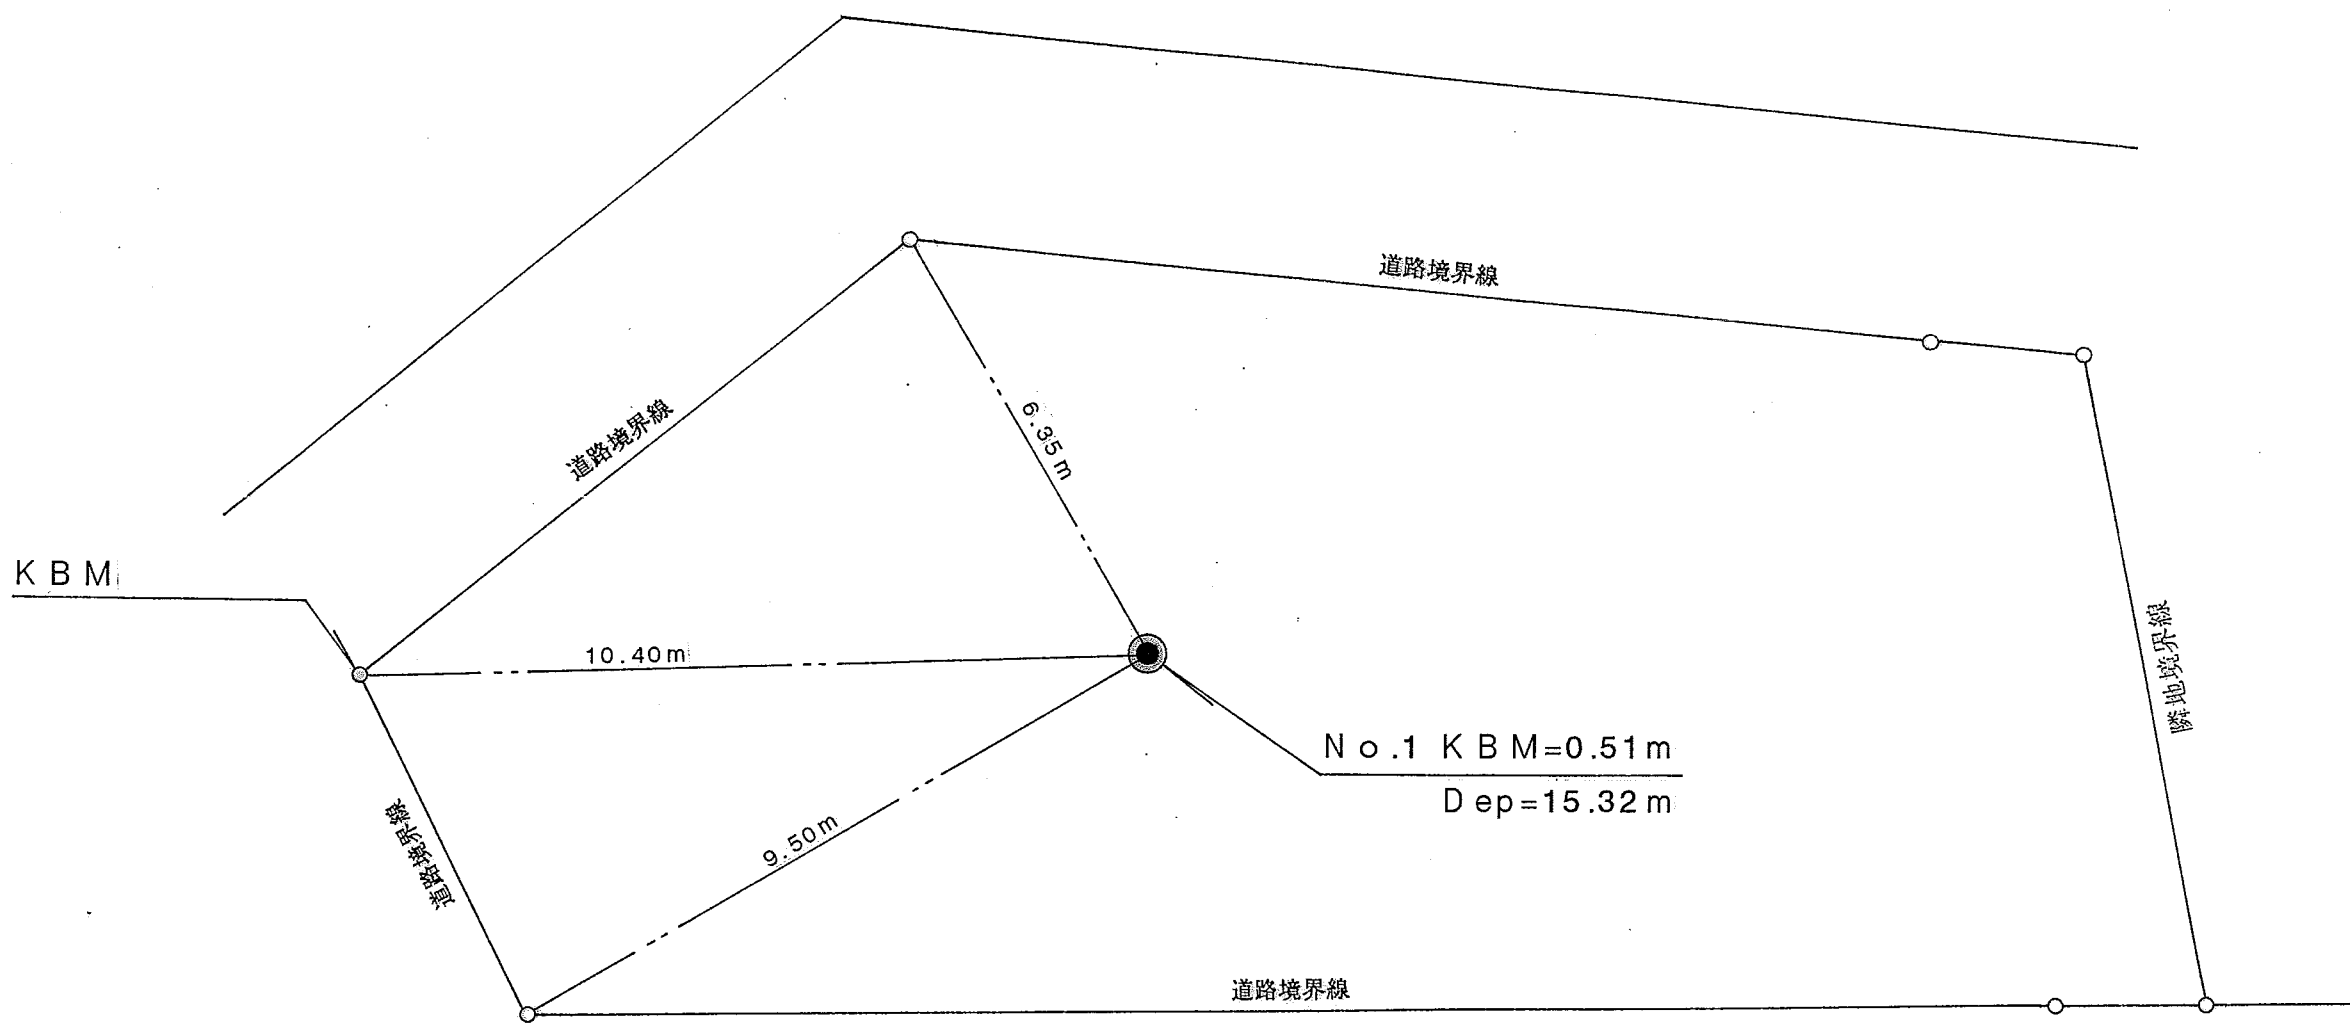 道路境界線
道路境界線
6.35m
KBM
10.40m
隣地境界線
No.1 KBM=0.51m
Dep=15.32m
道路境界線
9.50m
道路境界線